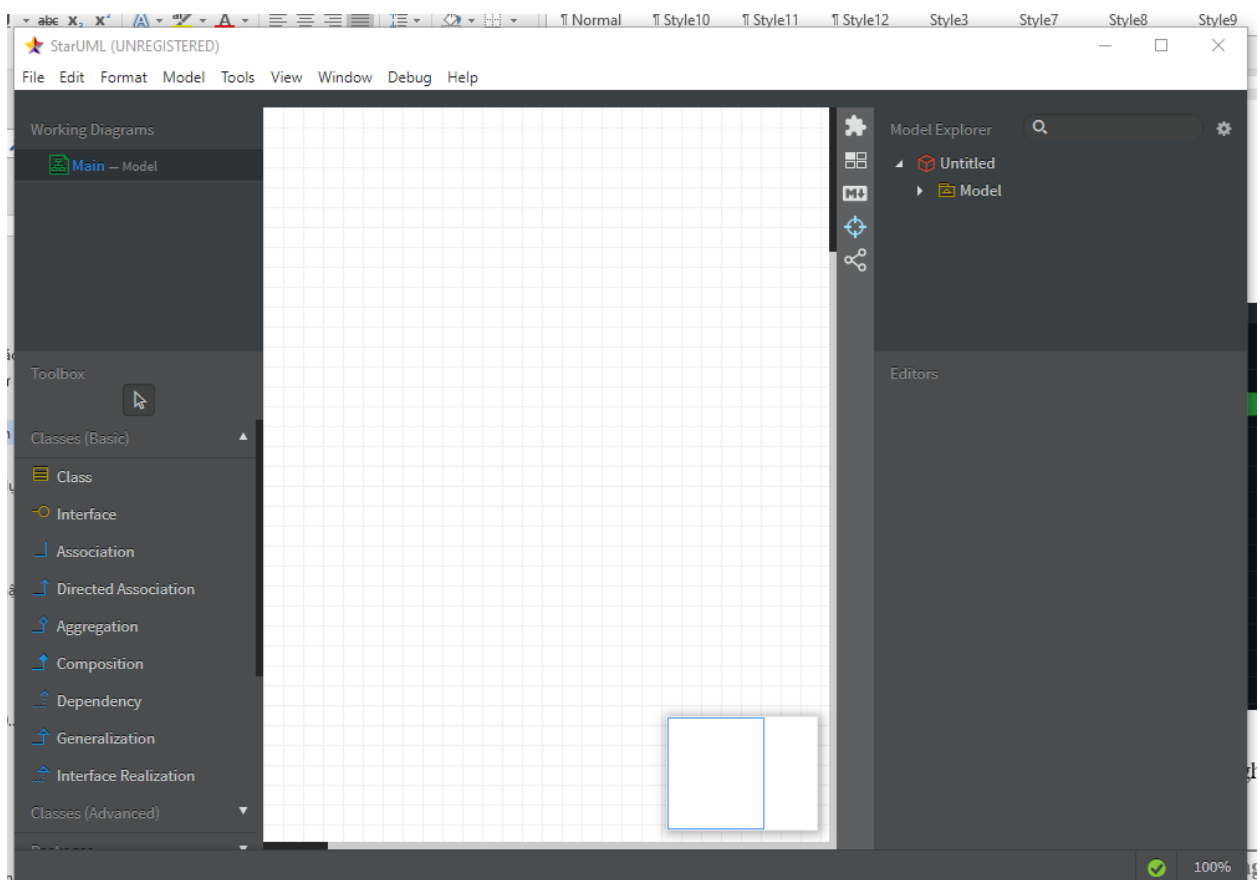 abc x₂ x² A aby A ¶ Normal ¶ Style10 ¶ Style11 ¶ Style12 Style3 Style7 Style8 Style9
StarUML (UNREGISTERED)
File Edit Format Model Tools View Window Debug Help
Working Diagrams
Main — Model
Model Explorer
Untitled
Model
M
Toolbox
Editors
Classes (Basic)
Class
Interface
Association
Directed Association
Aggregation
Composition
Dependency
Generalization
Interface Realization
Classes (Advanced)
100%